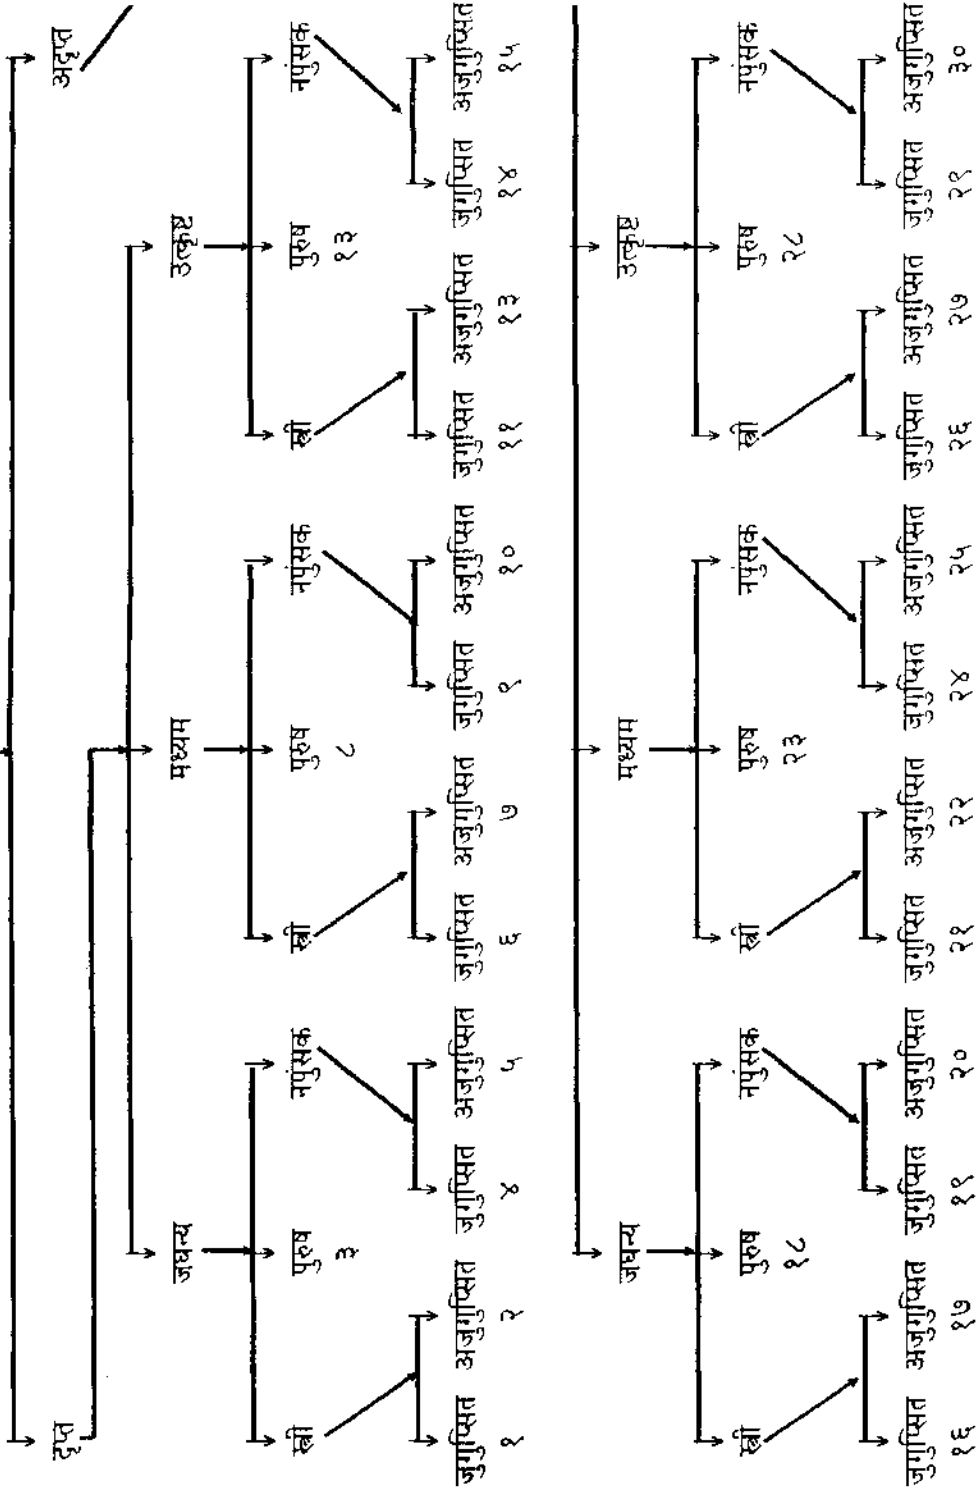 दृप्त अदृप्त
जघन्य मध्यम उत्कृष्ट
स्त्री पुरुष नपुंसक स्त्री पुरुष नपुंसक स्त्री पुरुष नपुंसक
३ ८ १३
जुगुप्सित अजुगुप्सित जुगुप्सित अजुगुप्सित जुगुप्सित अजुगुप्सित जुगुप्सित अजुगुप्सित जुगुप्सित अजुगुप्सित जुगुप्सित अजुगुप्सित
१ २ ४ ५ ६ ७ ९ १० ११ १३ १४ १५
जघन्य मध्यम उत्कृष्ट
स्त्री पुरुष नपुंसक स्त्री पुरुष नपुंसक स्त्री पुरुष नपुंसक
१८ २३ २८
जुगुप्सित अजुगुप्सित जुगुप्सित अजुगुप्सित जुगुप्सित अजुगुप्सित जुगुप्सित अजुगुप्सित जुगुप्सित अजुगुप्सित जुगुप्सित अजुगुप्सित
१६ १७ १९ २० २१ २२ २४ २५ २६ २७ २९ ३०